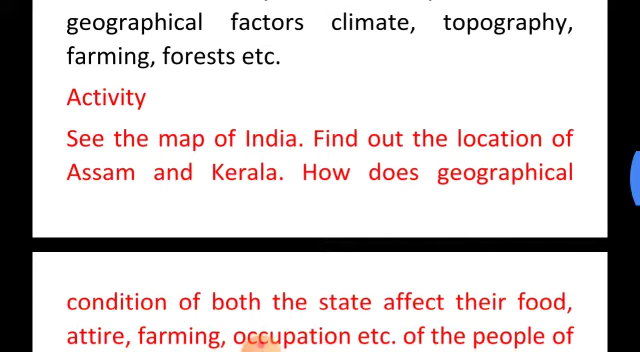 geographical factors climate, topography,
farming, forests etc.
Activity
See the map of India. Find out the location of
Assam and Kerala. How does geographical
condition of both the state affect their food,
attire, farming, occupation etc. of the people of